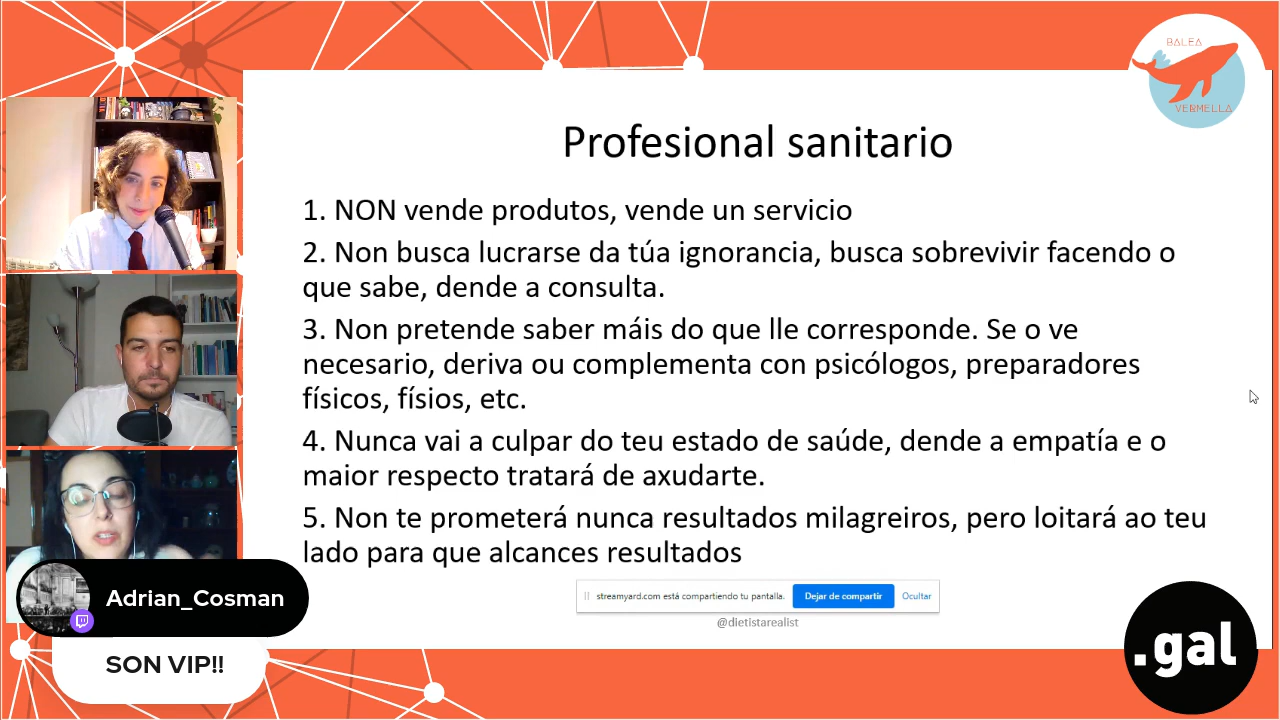 BALEA
VERMELLA
Profesional sanitario
1. NON vende produtos, vende un servicio
2. Non busca lucrarse da túa ignorancia, busca sobrevivir facendo o
que sabe, dende a consulta.
3. Non pretende saber máis do que lle corresponde. Se o ve
necesario, deriva ou complementa con psicólogos, preparadores
físicos, físios, etc.
4. Nunca vai a culpar do teu estado de saúde, dende a empatía e o
maior respecto tratará de axudarte.
5. Non te prometerá nunca resultados milagreiros, pero loitará ao teu
lado para que alcances resultados
streamyard.com está compartiendo tu pantalla. Dejar de compartir Ocultar
@dietistarealist
Adrian_Cosman
SON VIP!!
.gal